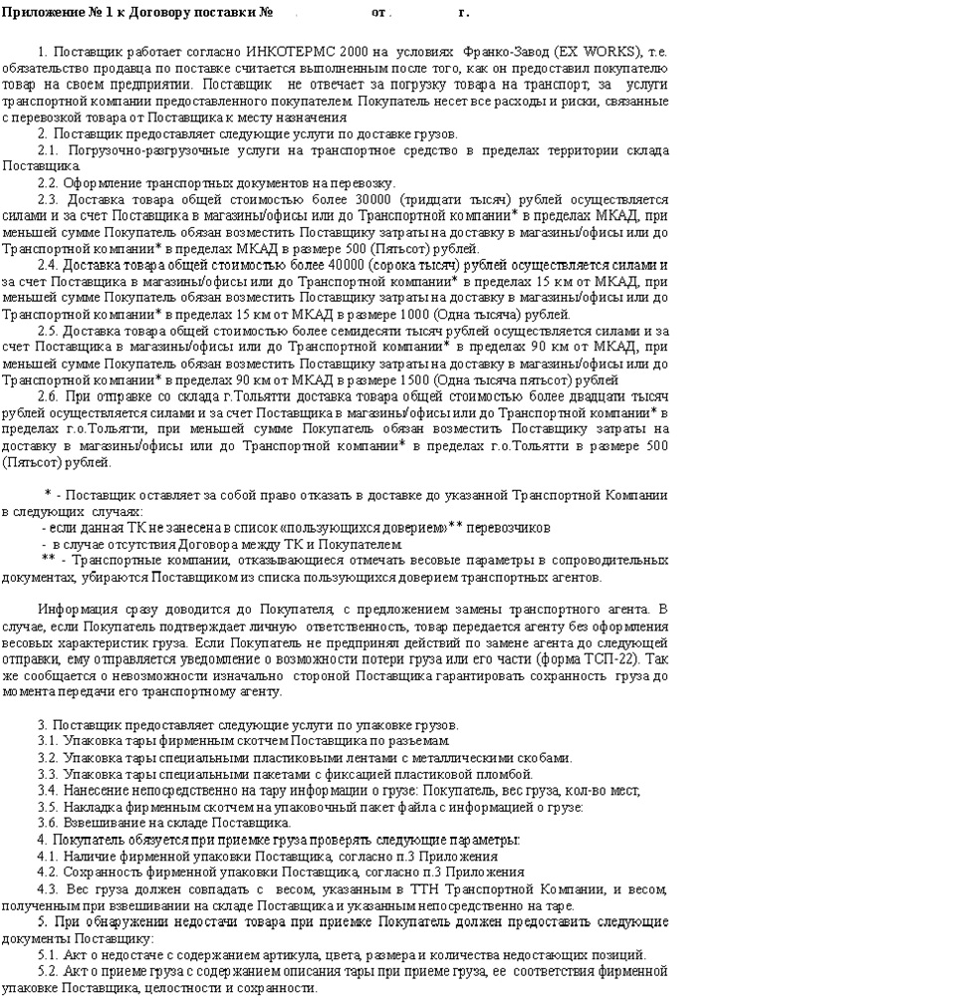 Приложение № 1 к Договору поставки № от . г.
1. Поставщик работает согласно ИНКОТЕРМС 2000 на условиях Франко-Завод (EX WORKS), т.е.
обязательство продавца по поставке считается выполненным после того, как он предоставил покупателю
товар на своем предприятии. Поставщик не отвечает за погрузку товара на транспорт, за услуги
транспортной компании предоставленного покупателем. Покупатель несет все расходы и риски, связанные
с перевозкой товара от Поставщика к месту назначения
2. Поставщик предоставляет следующие услуги по доставке грузов.
2.1. Погрузочно-разгрузочные услуги на транспортное средство в пределах территории склада
Поставщика.
2.2. Оформление транспортных документов на перевозку.
2.3. Доставка товара общей стоимостью более 30000 (тридцати тысяч) рублей осуществляется
силами и за счет Поставщика в магазины/офисы или до Транспортной компании* в пределах МКАД, при
меньшей сумме Покупатель обязан возместить Поставщику затраты на доставку в магазины/офисы или до
Транспортной компании* в пределах МКАД в размере 500 (Пятьсот) рублей.
2.4. Доставка товара общей стоимостью более 40000 (сорока тысяч) рублей осуществляется силами и
за счет Поставщика в магазины/офисы или до Транспортной компании* в пределах 15 км от МКАД, при
меньшей сумме Покупатель обязан возместить Поставщику затраты на доставку в магазины/офисы или до
Транспортной компании* в пределах 15 км от МКАД в размере 1000 (Одна тысяча) рублей.
2.5. Доставка товара общей стоимостью более семидесяти тысяч рублей осуществляется силами и за
счет Поставщика в магазины/офисы или до Транспортной компании* в пределах 90 км от МКАД, при
меньшей сумме Покупатель обязан возместить Поставщику затраты на доставку в магазины/офисы или до
Транспортной компании* в пределах 90 км от МКАД в размере 1500 (Одна тысяча пятьсот) рублей
2.6. При отправке со склада г.Тольятти доставка товара общей стоимостью более двадцати тысяч
рублей осуществляется силами и за счет Поставщика в магазины/офисы или до Транспортной компании* в
пределах г.о.Тольятти, при меньшей сумме Покупатель обязан возместить Поставщику затраты на
доставку в магазины/офисы или до Транспортной компании* в пределах г.о.Тольятти в размере 500
(Пятьсот) рублей.
* - Поставщик оставляет за собой право отказать в доставке до указанной Транспортной Компании
в следующих случаях:
- если данная ТК не занесена в список «пользующихся доверием»** перевозчиков
- в случае отсутствия Договора между ТК и Покупателем.
** - Транспортные компании, отказывающиеся отмечать весовые параметры в сопроводительных
документах, убираются Поставщиком из списка пользующихся доверием транспортных агентов.
Информация сразу доводится до Покупателя, с предложением замены транспортного агента. В
случае, если Покупатель подтверждает личную ответственность, товар передается агенту без оформления
весовых характеристик груза. Если Покупатель не предпринял действий по замене агента до следующей
отправки, ему отправляется уведомление о возможности потери груза или его части (форма ТСП-22). Так
же сообщается о невозможности изначально стороной Поставщика гарантировать сохранность груза до
момента передачи его транспортному агенту.
3. Поставщик предоставляет следующие услуги по упаковке грузов.
3.1. Упаковка тары фирменным скотчем Поставщика по разъемам.
3.2. Упаковка тары специальными пластиковыми лентами с металлическими скобами.
3.3. Упаковка тары специальными пакетами с фиксацией пластиковой пломбой.
3.4. Нанесение непосредственно на тару информации о грузе: Покупатель, вес груза, кол-во мест,
3.5. Накладка фирменным скотчем на упаковочный пакет файла с информацией о грузе:
3.6. Взвешивание на складе Поставщика.
4. Покупатель обязуется при приемке груза проверять следующие параметры:
4.1. Наличие фирменной упаковки Поставщика, согласно п.3 Приложения
4.2. Сохранность фирменной упаковки Поставщика, согласно п.3 Приложения
4.3. Вес груза должен совпадать с весом, указанным в ТТН Транспортной Компании, и весом,
полученным при взвешивании на складе Поставщика и указанным непосредственно на таре.
5. При обнаружении недостачи товара при приемке Покупатель должен предоставить следующие
документы Поставщику:
5.1. Акт о недостаче с содержанием артикула, цвета, размера и количества недостающих позиций.
5.2. Акт о приеме груза с содержанием описания тары при приеме груза, ее соответствия фирменной
упаковке Поставщика, целостности и сохранности.